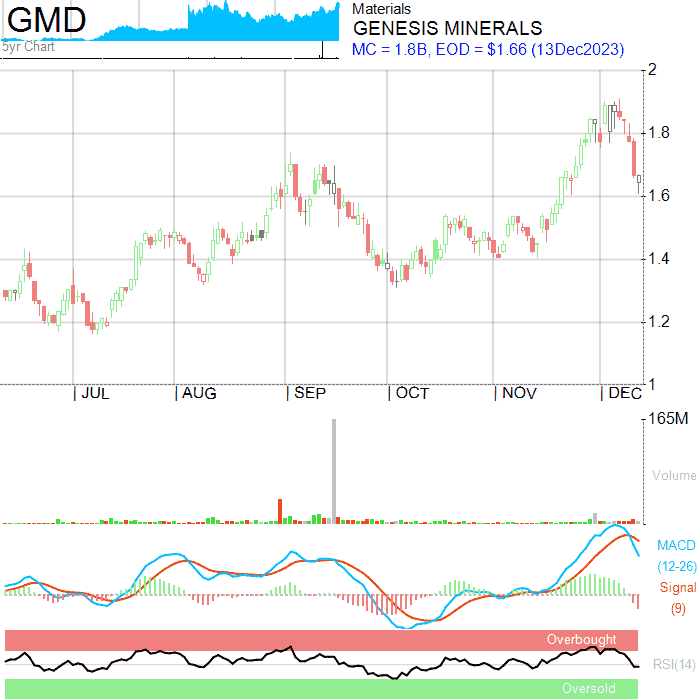 GMD
5yr Chart
Materials
GENESIS MINERALS
MC = 1.8B, EOD = $1.66 (13Dec2023)
2
1.8
1.6
1.4
1.2
1
JUL
AUG
SEP
OCT
NOV
DEC
165M
Volume
MACD
(12-26)
Signal
(9)
Overbought
RSI(14)
Oversold